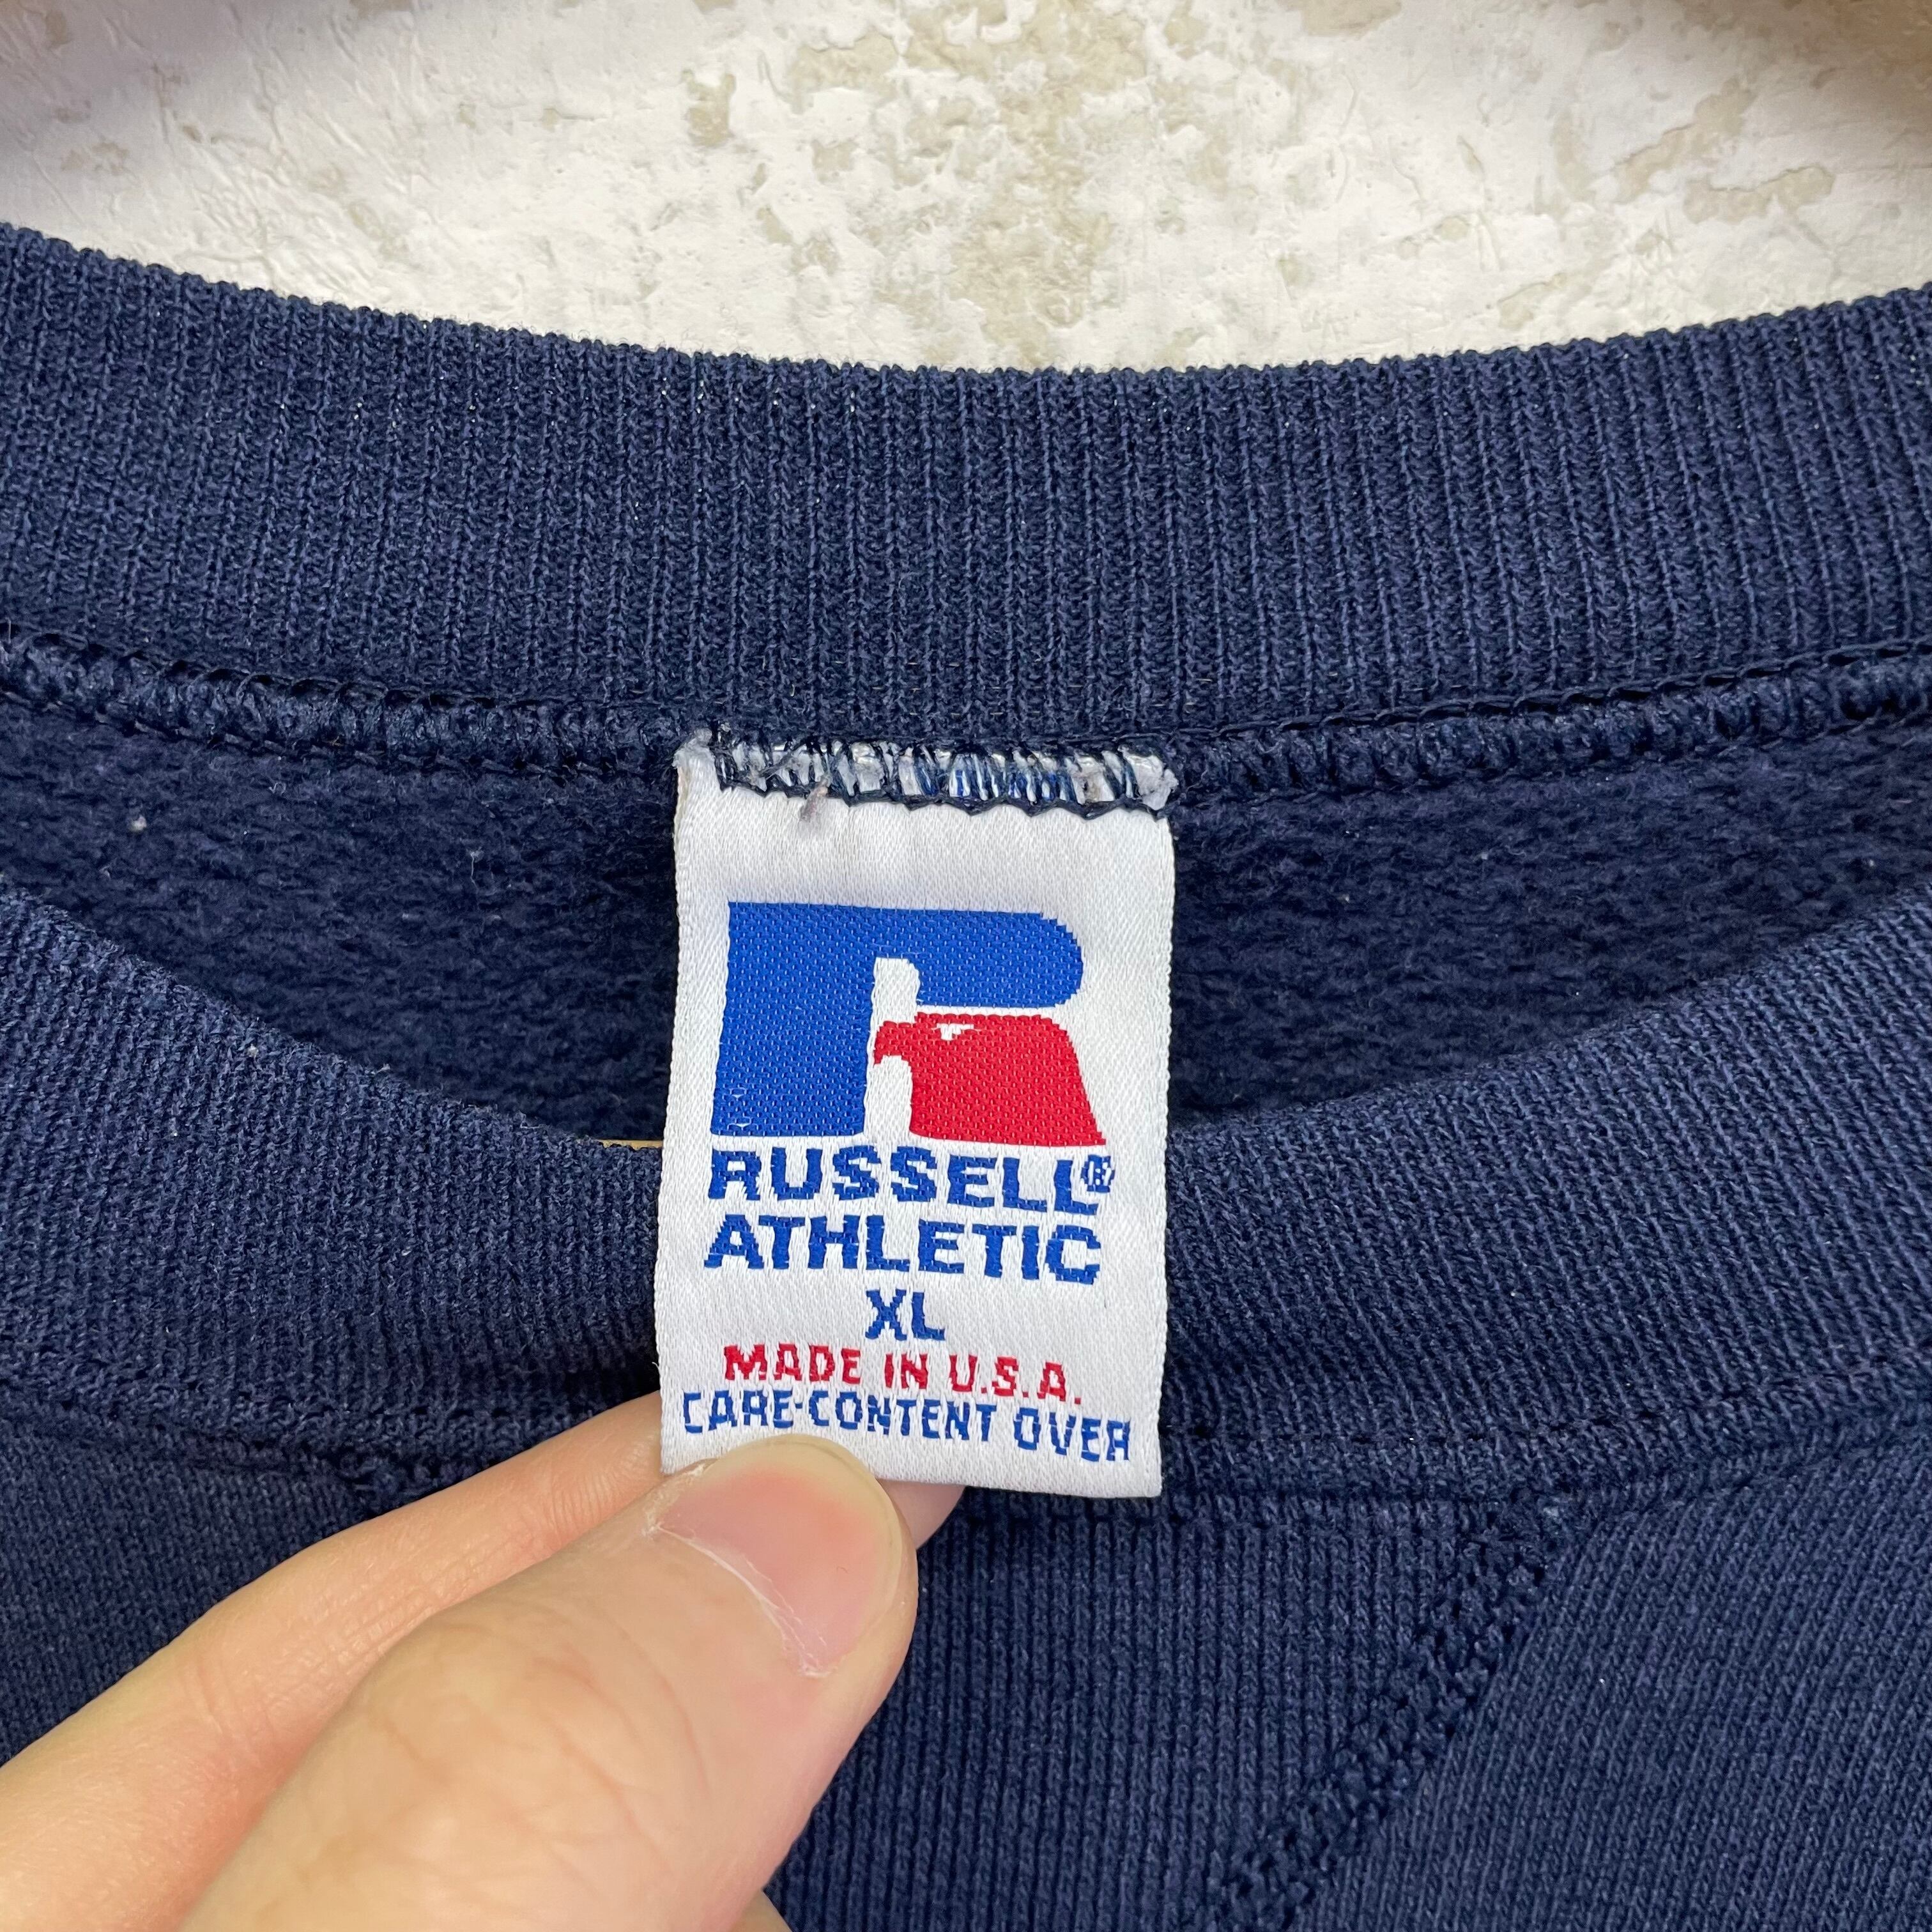 RUSSELL®
ATHLETIC
XL
MADE IN U.S.A.
CARE-CONTENT OVER